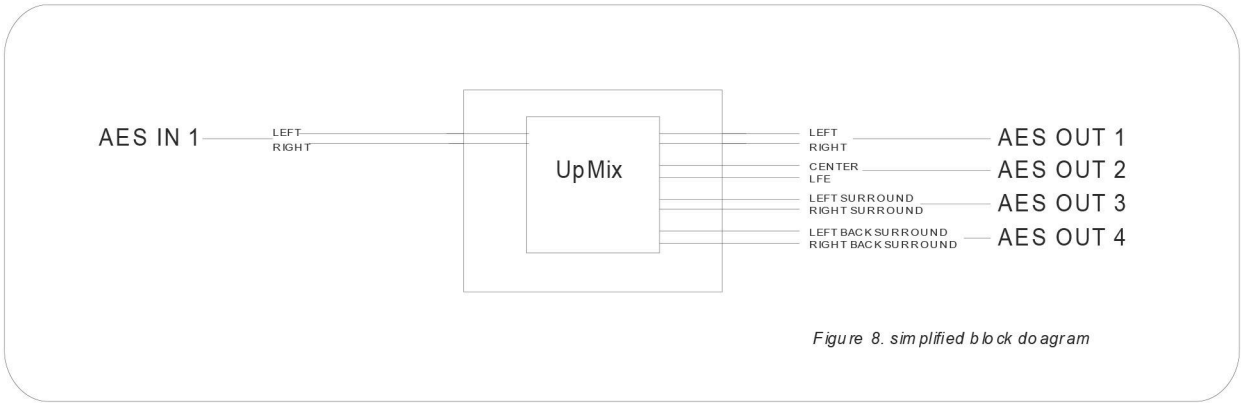 AES IN 1
LEFT
RIGHT
UpMix
LEFT
RIGHT
AES OUT 1
CENTER
LFE
AES OUT 2
LEFT SURROUND
RIGHT SURROUND
AES OUT 3
LEFT BACK SURROUND
RIGHT BACK SURROUND
AES OUT 4
Figure 8. simplified block doagram